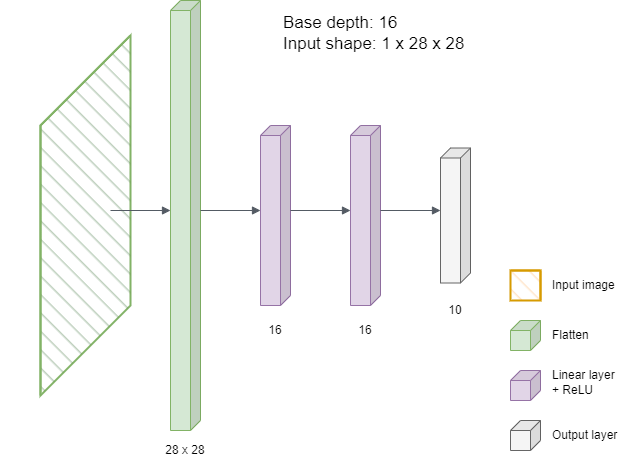 Base depth: 16
Input shape: 1 x 28 x 28
16
16
10
28 x 28
Input image
Flatten
Linear layer
+ ReLU
Output layer